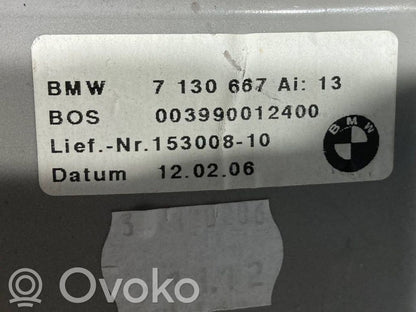 BMW 7 130 667 Ai: 13
BOS 003990012400
Lief.-Nr.153008-10
Datum 12.02.06
BMW
Ovoko